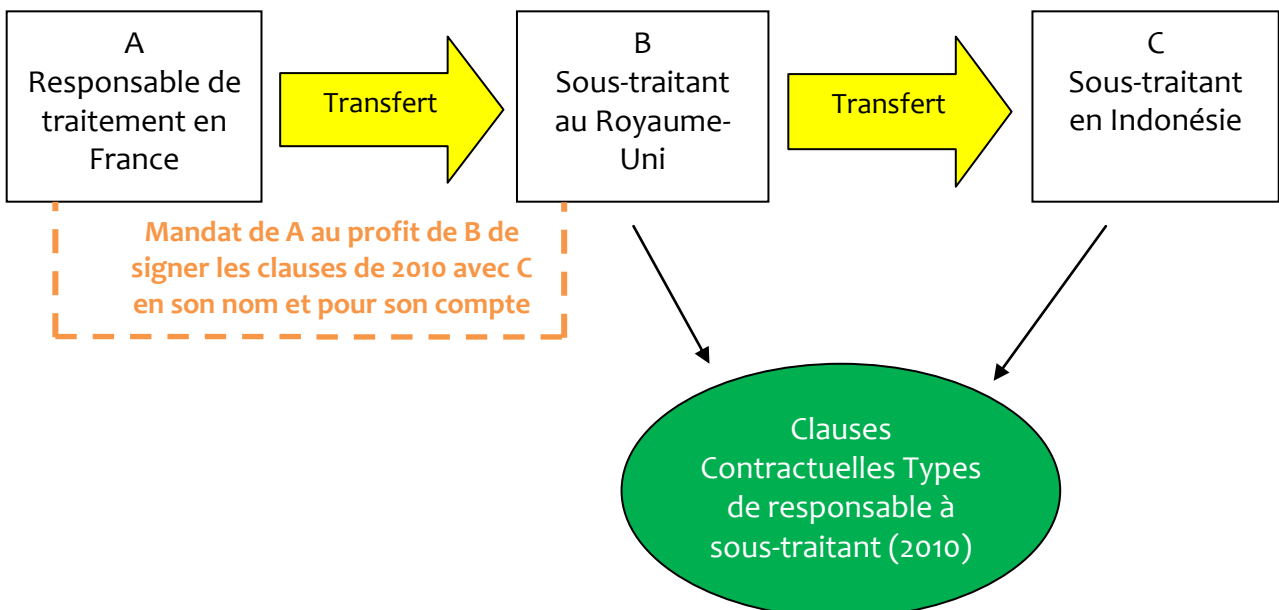 A
Responsable de
traitement en
France
Transfert
B
Sous-traitant
au Royaume-
Uni
Transfert
C
Sous-traitant
en Indonésie
Mandat de A au profit de B de
signer les clauses de 2010 avec C
en son nom et pour son compte
Clauses
Contractuelles Types
de responsable à
sous-traitant (2010)